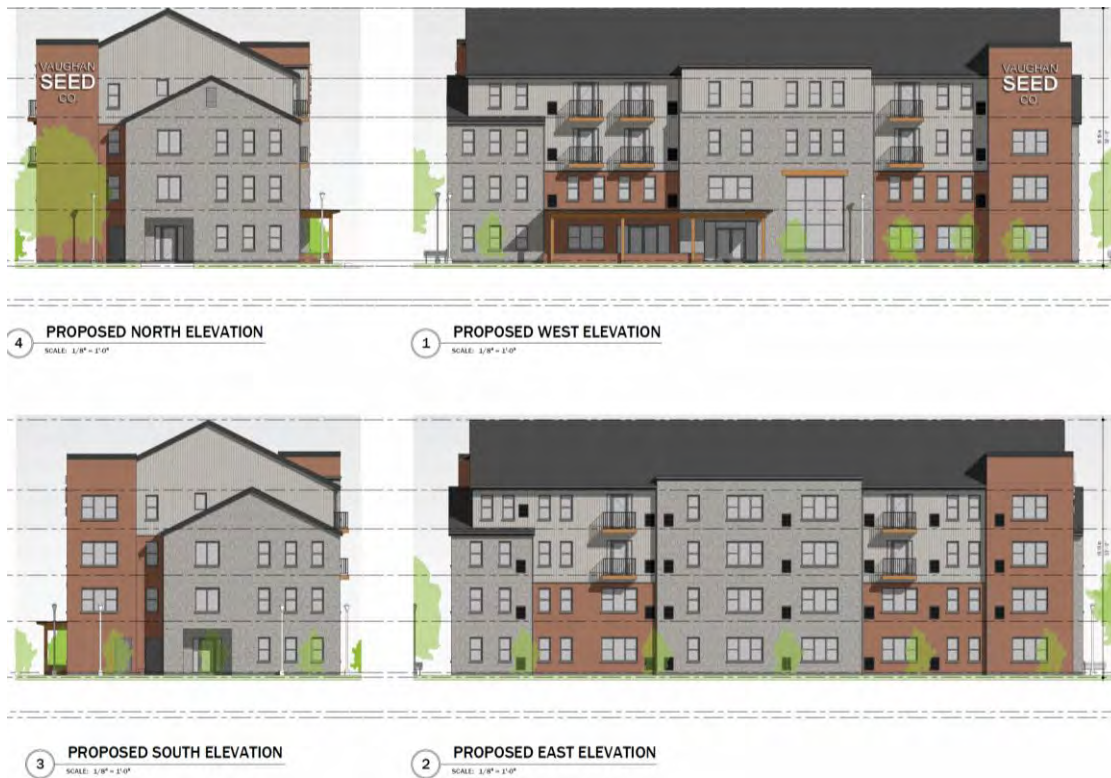 VAUGHAN
SEED
CO.
VAUGHAN
SEED
CO.
4 PROPOSED NORTH ELEVATION
SCALE: 1/8" = 1'-0"
1 PROPOSED WEST ELEVATION
SCALE: 1/8" = 1'-0"
3 PROPOSED SOUTH ELEVATION
SCALE: 1/8" = 1'-0"
2 PROPOSED EAST ELEVATION
SCALE: 1/8" = 1'-0"